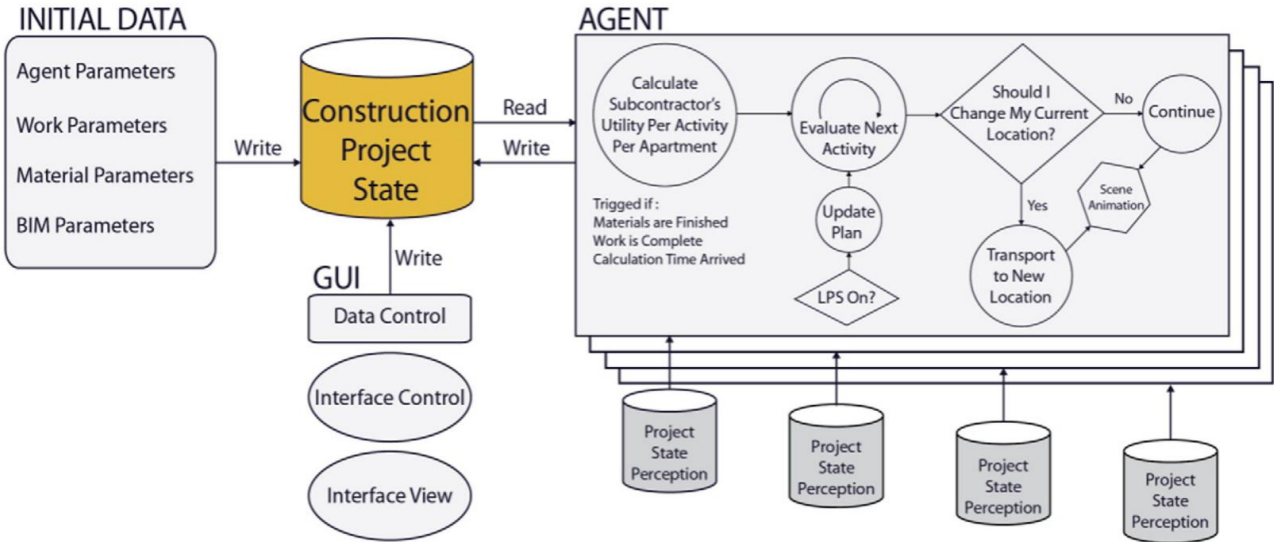 INITIAL DATA
Agent Parameters
Work Parameters
Material Parameters
BIM Parameters
Write
Construction
Project
State
Read
Write
Write
GUI
Data Control
Interface Control
Interface View
AGENT
Calculate
Subcontractor's
Utility Per Activity
Per Apartment
Trigged if :
Materials are Finished
Work is Complete
Calculation Time Arrived
Evaluate Next
Activity
Update
Plan
LPS On?
Should I
Change My Current
Location?
No
Continue
Yes
Scene
Animation
Transport
to New
Location
Project
State
Perception
Project
State
Perception
Project
State
Perception
Project
State
Perception